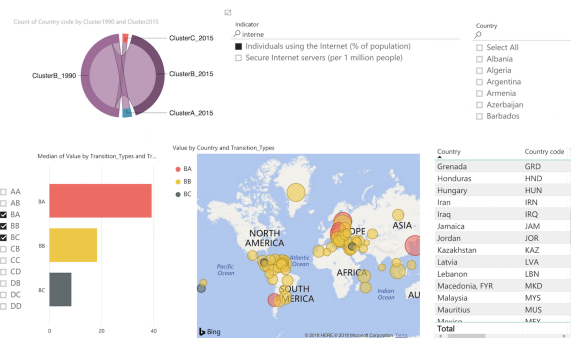 Count of Country code by Cluster1990 and Cluster2015
ClusterC_2015
ClusterB_1990
ClusterB_2015
ClusterA_2015
Indicator
interne
Individuals using the Internet (% of population)
Secure Internet servers (per 1 million people)
Country
Select All
Albania
Algeria
Argentina
Armenia
Azerbaijan
Barbados
AA
AB
BA
BB
BC
CB
CC
CD
DB
DC
DD
Median of Value by Transition_Types and Tr...
BA
BB
BC
0
20
40
Value by Country and Transition_Types
BA
BB
BC
NORTH
AMERICA
OPE
ASIA
Pacific
Ocean
Atlantic
Ocean
AFRICA
SOUTH
MERICA
Indian
Ocean
AU
Bing
© 2018 HERE, © 2018 Microsoft Corporation Terms
Country Country code
Grenada GRD
Honduras HND
Hungary HUN
Iran IRN
Iraq IRQ
Jamaica JAM
Jordan JOR
Kazakhstan KAZ
Latvia LVA
Lebanon LBN
Macedonia, FYR MKD
Malaysia MYS
Mauritius MUS
Mexico MEX
Total